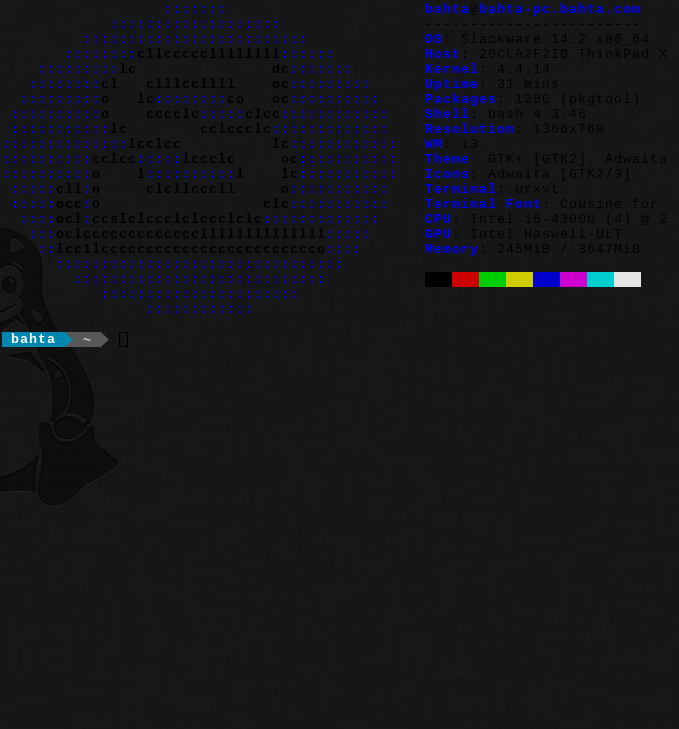 bahta@bahta-pc.bahta.com
------------------------
OS: Slackware 14.2 x86_64
Host: 20CLA2F2ID ThinkPad X
Kernel: 4.4.14
Uptime: 31 mins
Packages: 1280 (pkgtool)
Shell: bash 4.3.46
Resolution: 1366x768
WM: i3
Theme: GTK+ [GTK2], Adwaita
Icons: Adwaita [GTK2/3]
Terminal: urxvt
Terminal Font: Cousine for
CPU: Intel i5-4300U (4) @ 2
GPU: Intel Haswell-ULT
Memory: 245MiB / 3647MiB
bahta ~